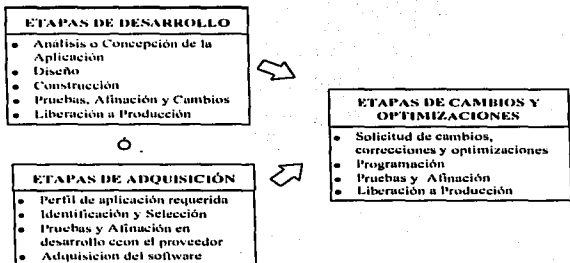 ETAPAS DE DESARROLLO
• Análisis o Concepción de la
Aplicación
• Diseño
• Construcción
• Pruebas, Afinación y Cambios
• Liberación a Producción
Ó
ETAPAS DE ADQUISICIÓN
• Perfil de aplicación requerida
• Identificación y Selección
• Pruebas y Afinación en
desarrollo ccon el proveedor
• Adquisicion del software
ETAPAS DE CAMBIOS Y
OPTIMIZACIONES
• Solicitud de cambios,
correcciones y optimizaciones
• Programación
• Pruebas y Afinación
• Liberación a Producción